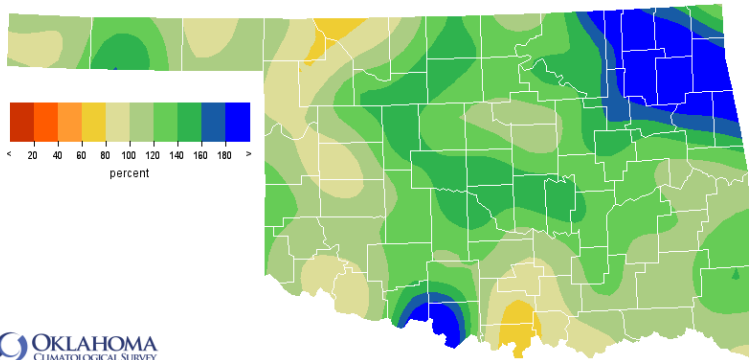 < 20 40 60 80 100 120 140 160 180 >
percent
OKLAHOMA
CLIMATOLOGICAL SURVEY